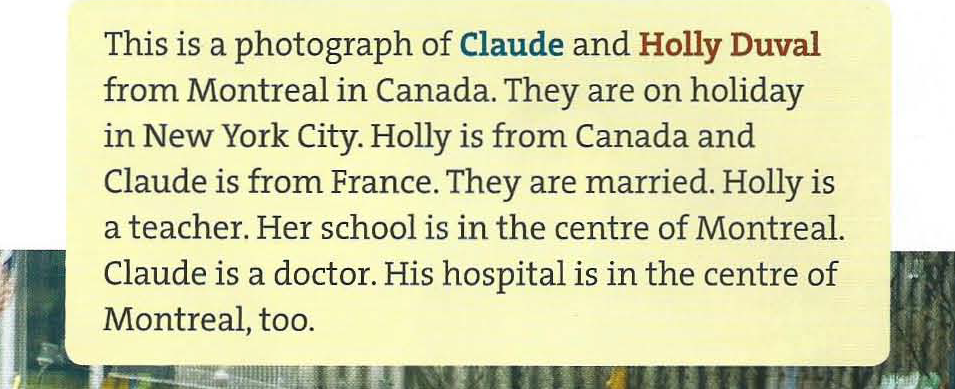 This is a photograph of Claude and Holly Duval
from Montreal in Canada. They are on holiday
in New York City. Holly is from Canada and
Claude is from France. They are married. Holly is
a teacher. Her school is in the centre of Montreal.
Claude is a doctor. His hospital is in the centre of
Montreal, too.